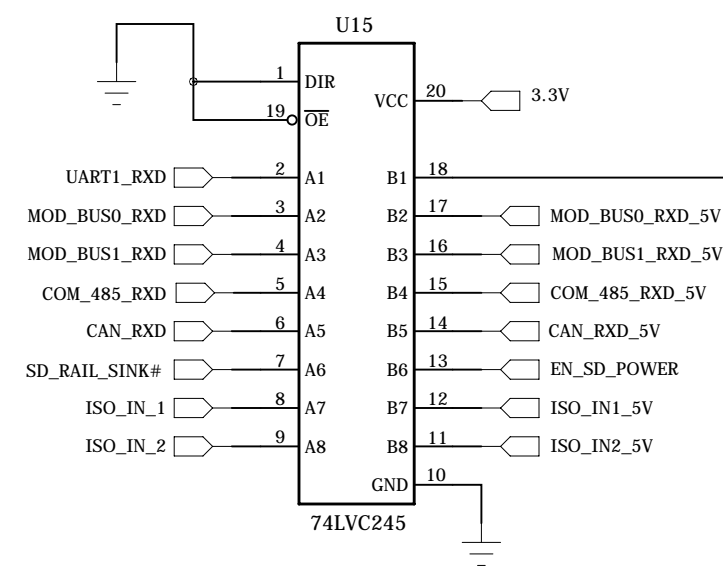 U15
1 DIR
VCC 20 3.3V
19 OE
UART1_RXD 2 A1 B1 18
MOD_BUS0_RXD 3 A2 B2 17 MOD_BUS0_RXD_5V
MOD_BUS1_RXD 4 A3 B3 16 MOD_BUS1_RXD_5V
COM_485_RXD 5 A4 B4 15 COM_485_RXD_5V
CAN_RXD 6 A5 B5 14 CAN_RXD_5V
SD_RAIL_SINK# 7 A6 B6 13 EN_SD_POWER
ISO_IN_1 8 A7 B7 12 ISO_IN1_5V
ISO_IN_2 9 A8 B8 11 ISO_IN2_5V
GND 10
74LVC245